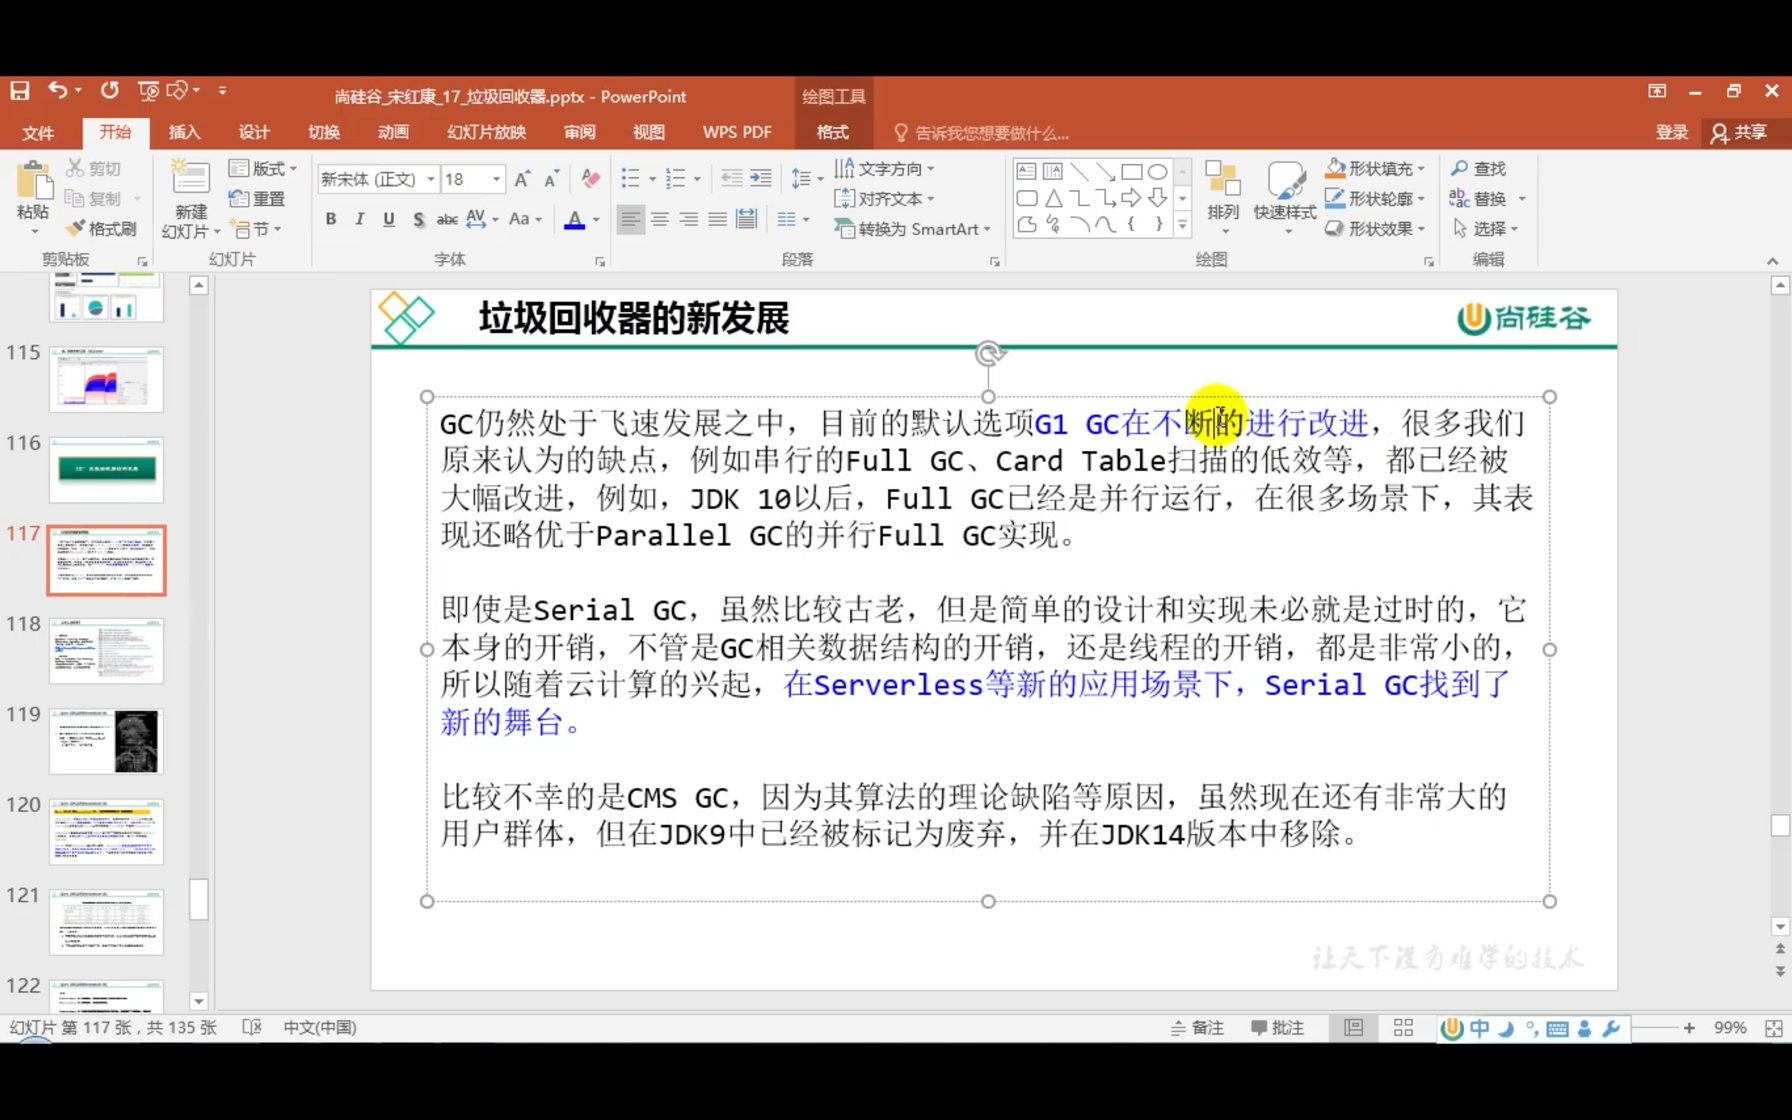 尚硅谷_宋红康_17_垃圾回收器.pptx - PowerPoint
绘图工具
文件 开始 插入 设计 切换 动画 幻灯片放映 审阅 视图 WPS PDF 格式 告诉我您想要做什么... 登录 共享
剪切
复制
格式刷
粘贴
剪贴板
新建
幻灯片
版式
重置
节
幻灯片
新宋体 (正文) 18
B I U S abc AV Aa A
字体
文字方向
对齐文本
转换为 SmartArt
段落
排列
快速样式
形状填充
形状轮廓
形状效果
绘图
查找
替换
选择
编辑
115
116
117
118
119
120
121
122
垃圾回收器的新发展
尚硅谷
GC仍然处于飞速发展之中，目前的默认选项G1 GC在不断的进行改进，很多我们
原来认为的缺点，例如串行的Full GC、Card Table扫描的低效等，都已经被
大幅改进，例如，JDK 10以后，Full GC已经是并行运行，在很多场景下，其表
现还略优于Parallel GC的并行Full GC实现。
即使是Serial GC，虽然比较古老，但是简单的设计和实现未必就是过时的，它
本身的开销，不管是GC相关数据结构的开销，还是线程的开销，都是非常小的，
所以随着云计算的兴起，在Serverless等新的应用场景下，Serial GC找到了
新的舞台。
比较不幸的是CMS GC，因为其算法的理论缺陷等原因，虽然现在还有非常大的
用户群体，但在JDK9中已经被标记为废弃，并在JDK14版本中移除。
让天下没有难学的技术
幻灯片 第 117 张，共 135 张 中文(中国) 备注 批注 中 99%